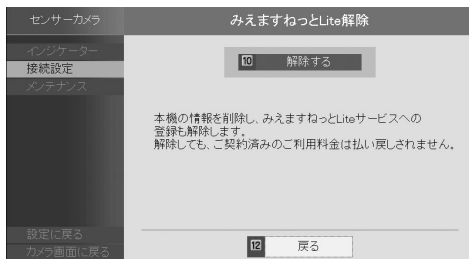 センサーカメラ
みえますねっとLite解除
インジケーター
接続設定
メンテナンス
10 解除する
本機の情報を削除し、みえますねっとLiteサービスへの
登録も解除します。
解除しても、ご契約済みのご利用料金は払い戻しされません。
設定に戻る
カメラ画面に戻る
12 戻る